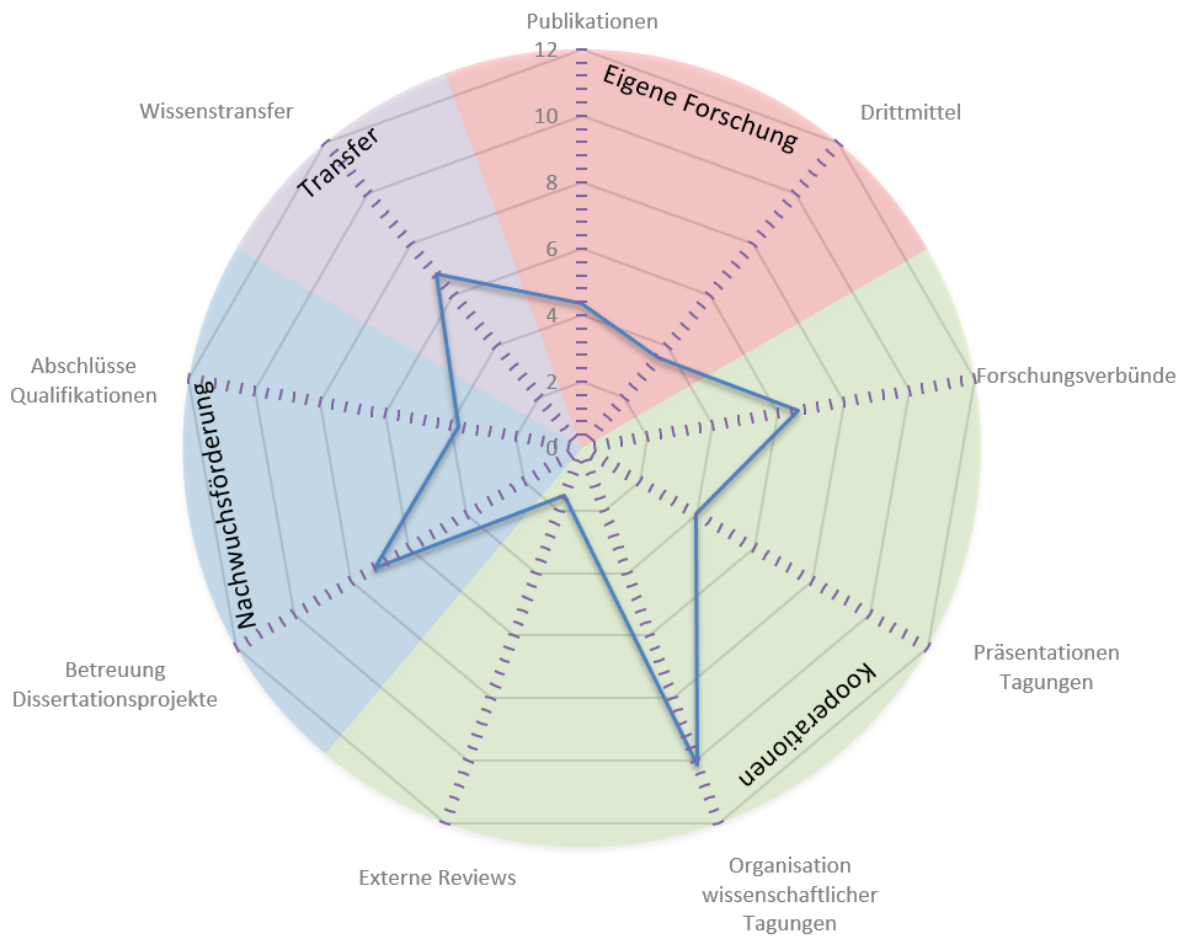 Publikationen
12
Eigene Forschung
Wissenstransfer
Drittmittel
10
Transfer
8
6
4
Abschlüsse
Qualifikationen
Forschungsverbünde
2
Nachwuchsförderung
0
Betreuung
Dissertationsprojekte
Präsentationen
Tagungen
Kooperationen
Externe Reviews
Organisation
wissenschaftlicher
Tagungen